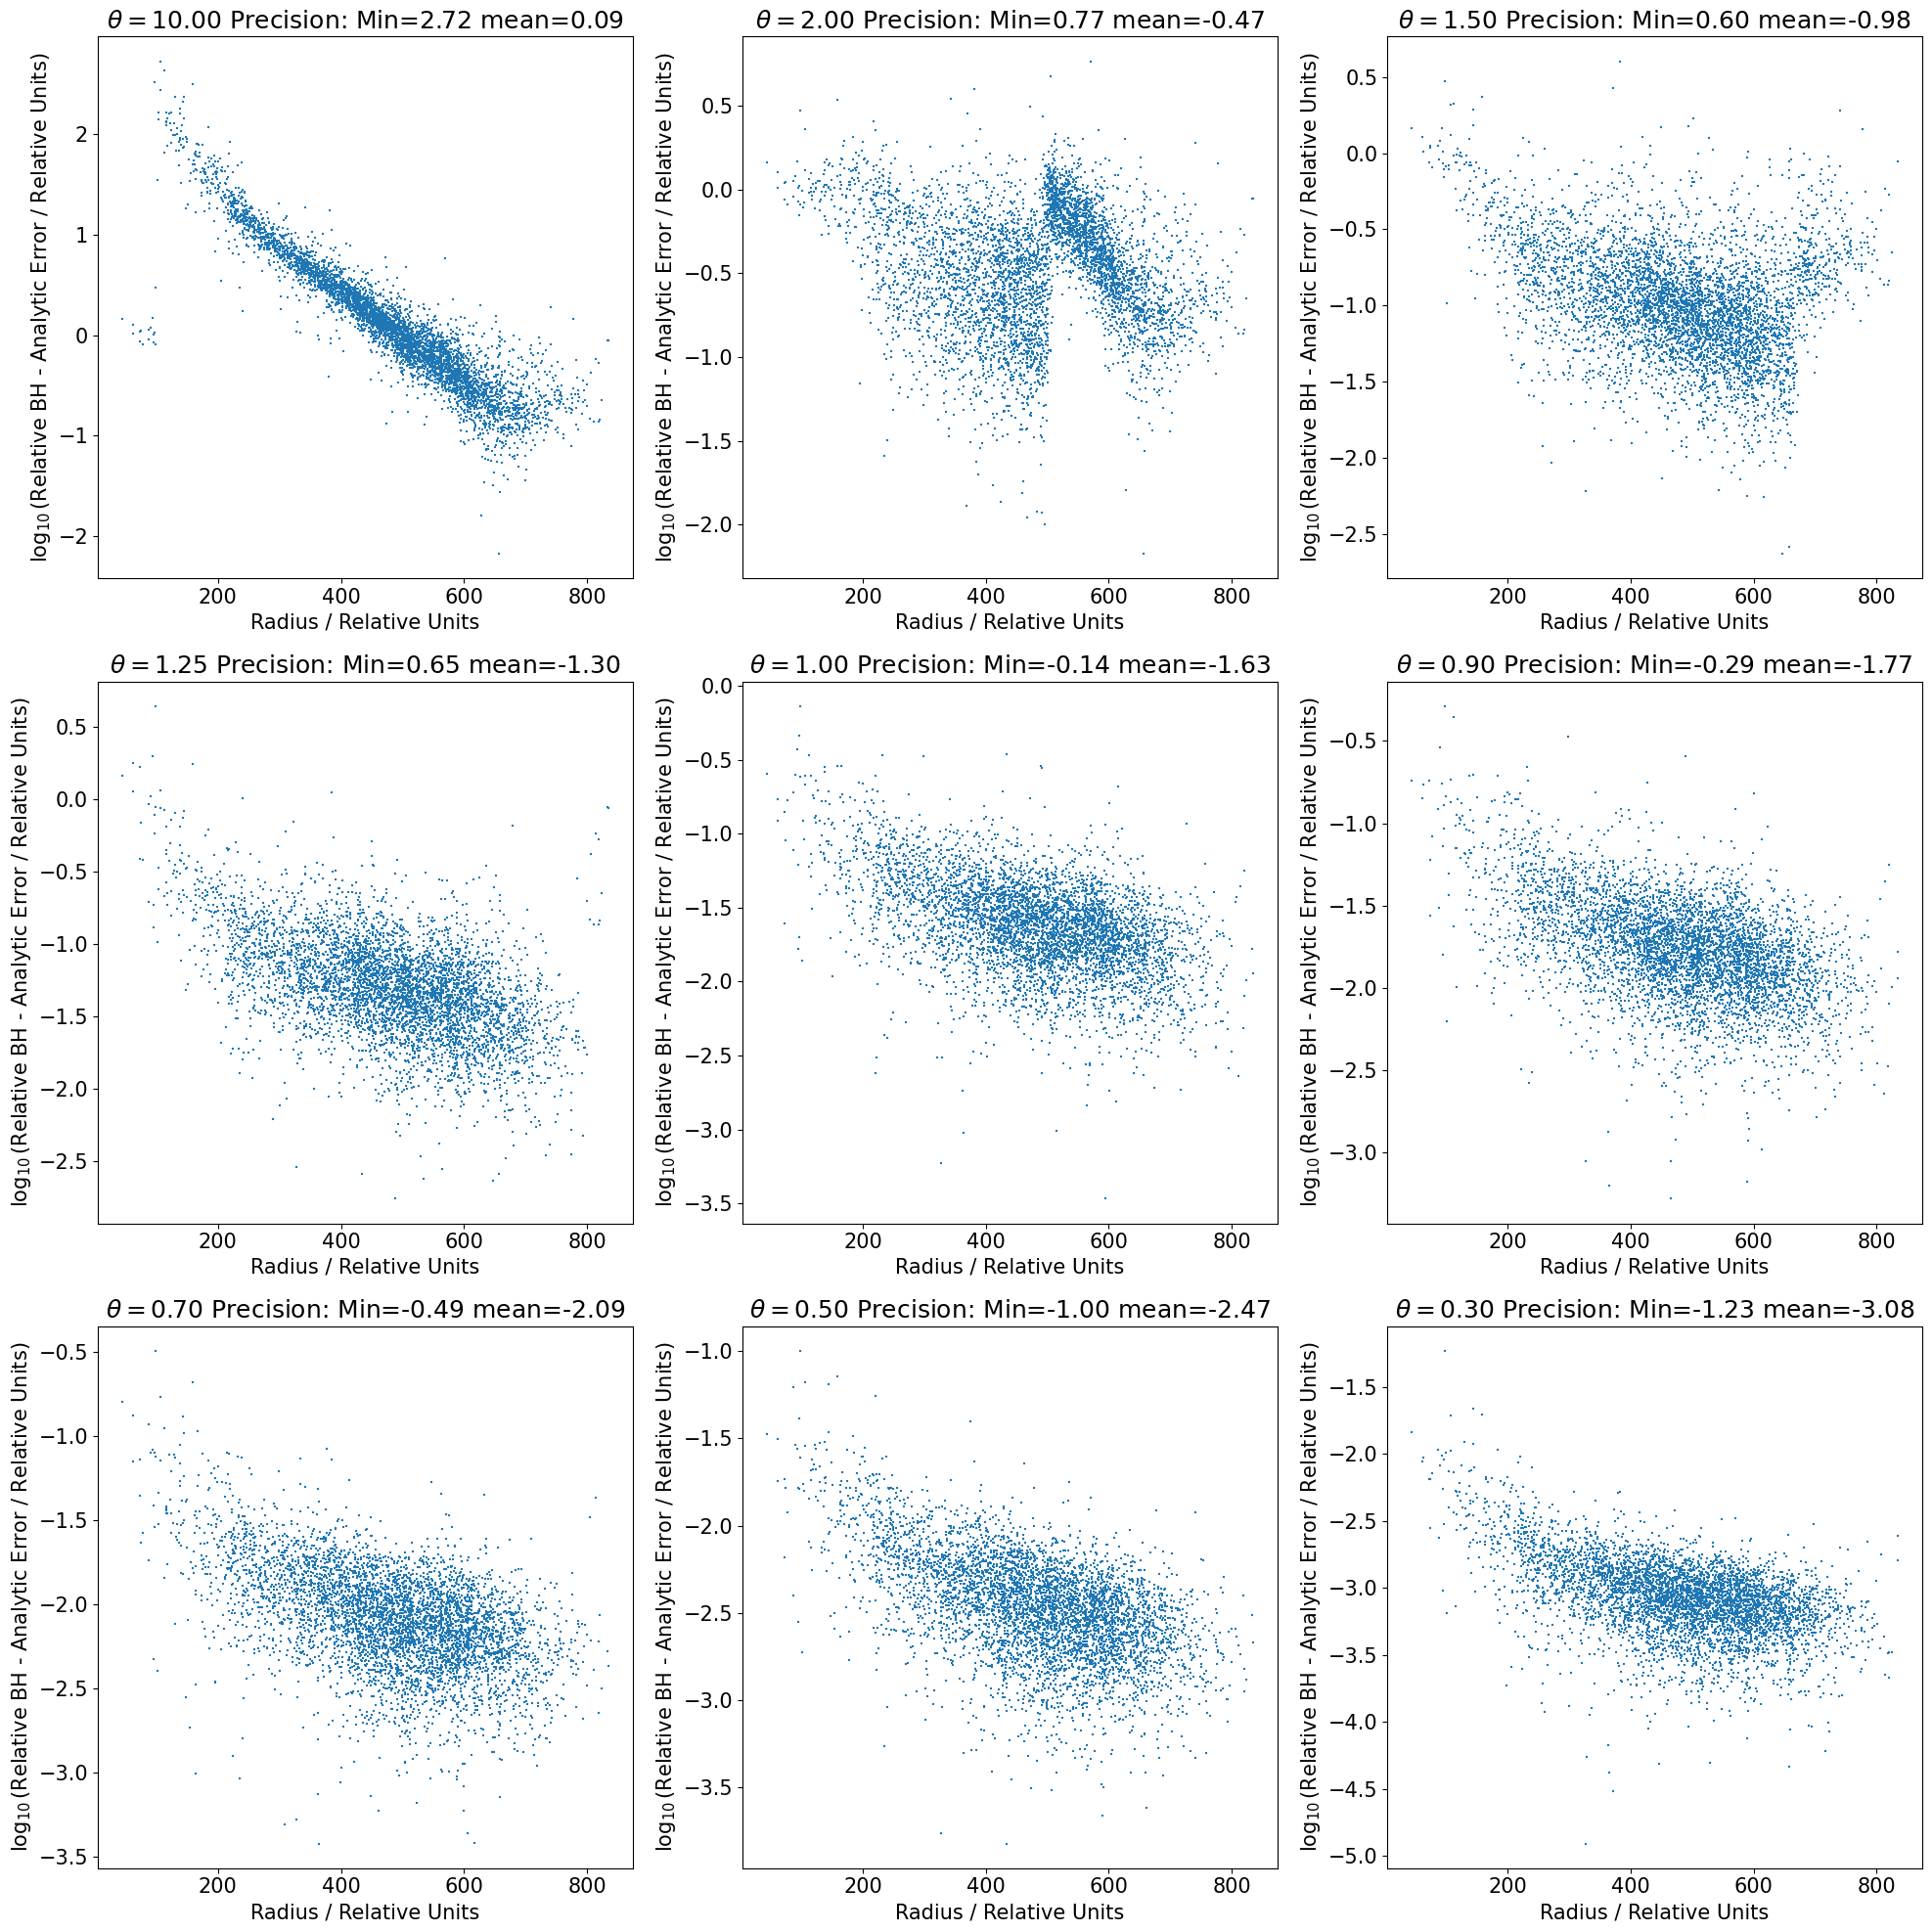 θ = 10.00 Precision: Min=2.72 mean=0.09
log₁₀(Relative BH - Analytic Error / Relative Units)
2
1
0
−1
−2
200 400 600 800
Radius / Relative Units
θ = 2.00 Precision: Min=0.77 mean=-0.47
log₁₀(Relative BH - Analytic Error / Relative Units)
0.5
0.0
−0.5
−1.0
−1.5
−2.0
200 400 600 800
Radius / Relative Units
θ = 1.50 Precision: Min=0.60 mean=-0.98
log₁₀(Relative BH - Analytic Error / Relative Units)
0.5
0.0
−0.5
−1.0
−1.5
−2.0
−2.5
200 400 600 800
Radius / Relative Units
θ = 1.25 Precision: Min=0.65 mean=-1.30
log₁₀(Relative BH - Analytic Error / Relative Units)
0.5
0.0
−0.5
−1.0
−1.5
−2.0
−2.5
200 400 600 800
Radius / Relative Units
θ = 1.00 Precision: Min=-0.14 mean=-1.63
log₁₀(Relative BH - Analytic Error / Relative Units)
0.0
−0.5
−1.0
−1.5
−2.0
−2.5
−3.0
−3.5
200 400 600 800
Radius / Relative Units
θ = 0.90 Precision: Min=-0.29 mean=-1.77
log₁₀(Relative BH - Analytic Error / Relative Units)
−0.5
−1.0
−1.5
−2.0
−2.5
−3.0
200 400 600 800
Radius / Relative Units
θ = 0.70 Precision: Min=-0.49 mean=-2.09
log₁₀(Relative BH - Analytic Error / Relative Units)
−0.5
−1.0
−1.5
−2.0
−2.5
−3.0
−3.5
200 400 600 800
Radius / Relative Units
θ = 0.50 Precision: Min=-1.00 mean=-2.47
log₁₀(Relative BH - Analytic Error / Relative Units)
−1.0
−1.5
−2.0
−2.5
−3.0
−3.5
200 400 600 800
Radius / Relative Units
θ = 0.30 Precision: Min=-1.23 mean=-3.08
log₁₀(Relative BH - Analytic Error / Relative Units)
−1.5
−2.0
−2.5
−3.0
−3.5
−4.0
−4.5
−5.0
200 400 600 800
Radius / Relative Units